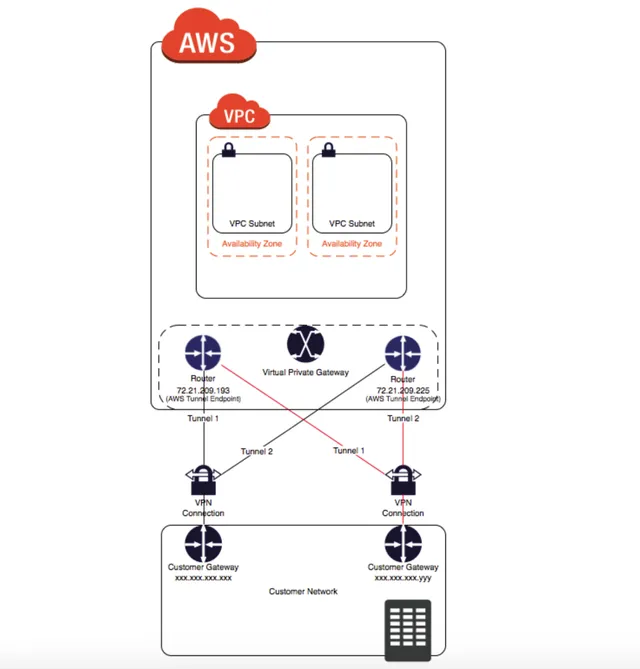 AWS
VPC
VPC Subnet
VPC Subnet
Availability Zone
Availability Zone
Virtual Private Gateway
Router
72.21.209.193
(AWS Tunnel Endpoint)
Router
72.21.209.225
(AWS Tunnel Endpoint)
Tunnel 1
Tunnel 2
Tunnel 2
Tunnel 1
VPN
Connection
VPN
Connection
Customer Gateway
xxx.xxx.xxx.xxx
Customer Gateway
xxx.xxx.xxx.yyy
Customer Network